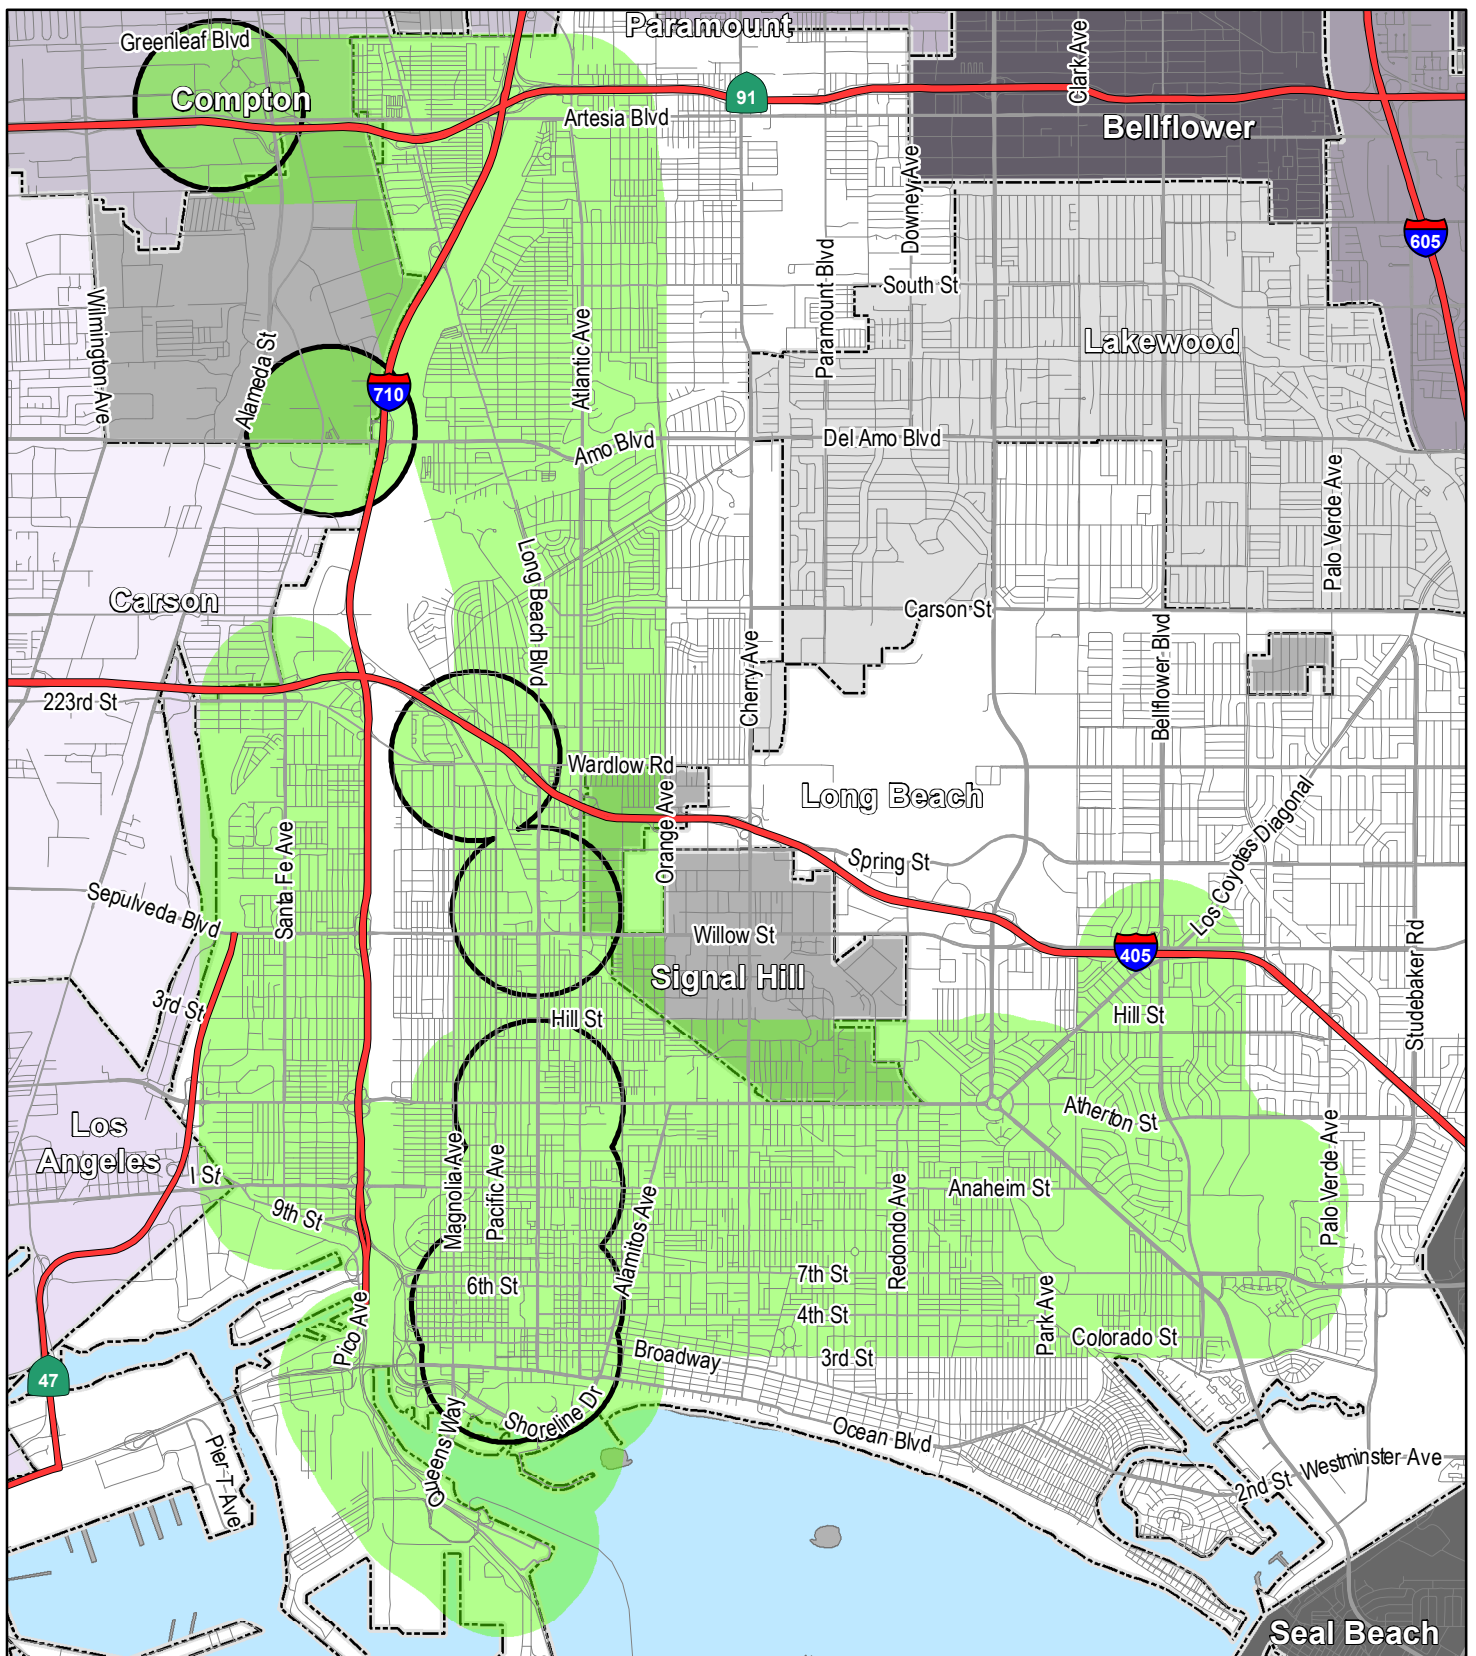 Paramount
Greenleaf Blvd
Compton
91
Clark Ave
Artesia Blvd
Bellflower
Downey Ave
605
Wilmington Ave
Alameda St
Atlantic Ave
Paramount Blvd
South St
Lakewood
710
Amo Blvd
Del Amo Blvd
Palo Verde Ave
Long Beach Blvd
Carson
Carson St
Cherry Ave
Bellflower Blvd
223rd St
Wardlow Rd
Orange Ave
Long Beach
Los Coyotes Diagonal
Santa Fe Ave
Spring St
Sepulveda Blvd
Willow St
405
Studebaker Rd
Signal Hill
3rd St
Hill St
Hill St
Atherton St
Los
Angeles
I St
Magnolia Ave
Pacific Ave
Alamitos Ave
Redondo Ave
Anaheim St
Palo Verde Ave
9th St
6th St
7th St
4th St
Park Ave
Pico Ave
Broadway
3rd St
Colorado St
47
Queens Way
Shoreline Dr
Ocean Blvd
Pier T Ave
2nd St
Westminster Ave
Seal Beach